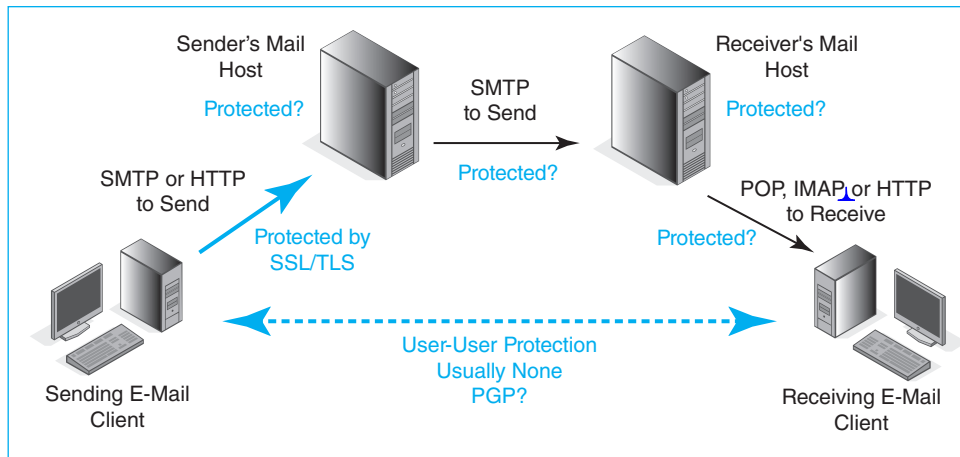 Sender's Mail
Host
Protected?
Receiver's Mail
Host
Protected?
SMTP
to Send
Protected?
SMTP or HTTP
to Send
Protected by
SSL/TLS
POP, IMAP, or HTTP
to Receive
Protected?
User-User Protection
Usually None
PGP?
Sending E-Mail
Client
Receiving E-Mail
Client